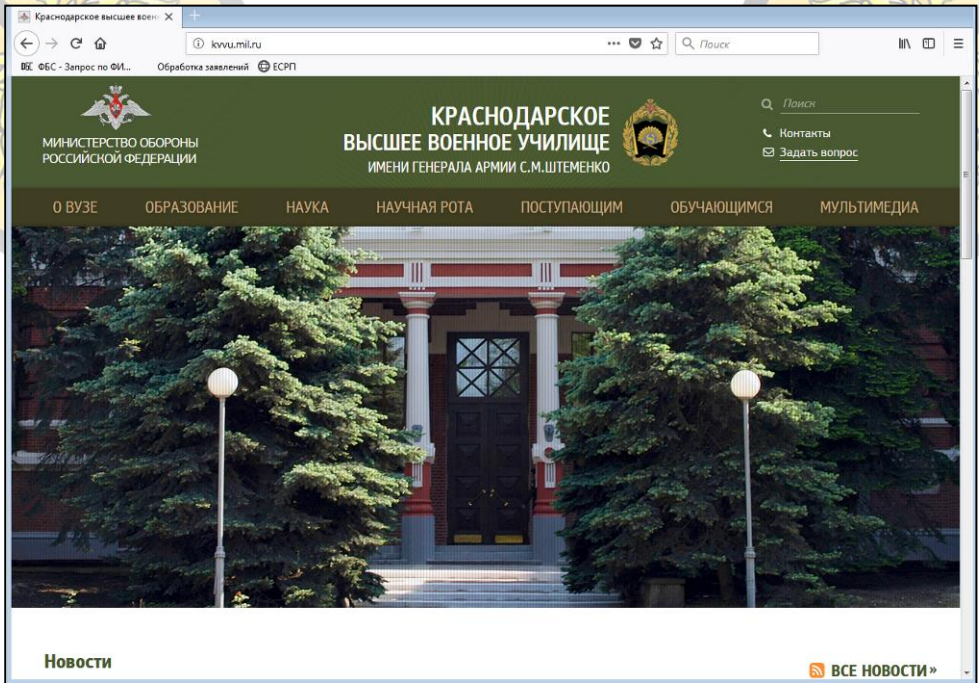 Краснодарское высшее воен
kvvu.mil.ru
Поиск
ФБС - Запрос по ФИ...
Обработка заявлений
ЕСРП
МИНИСТЕРСТВО ОБОРОНЫ
РОССИЙСКОЙ ФЕДЕРАЦИИ
КРАСНОДАРСКОЕ
ВЫСШЕЕ ВОЕННОЕ УЧИЛИЩЕ
ИМЕНИ ГЕНЕРАЛА АРМИИ С.М.ШТЕМЕНКО
Поиск
Контакты
Задать вопрос
О ВУЗЕ
ОБРАЗОВАНИЕ
НАУКА
НАУЧНАЯ РОТА
ПОСТУПАЮЩИМ
ОБУЧАЮЩИМСЯ
МУЛЬТИМЕДИА
Новости
ВСЕ НОВОСТИ»